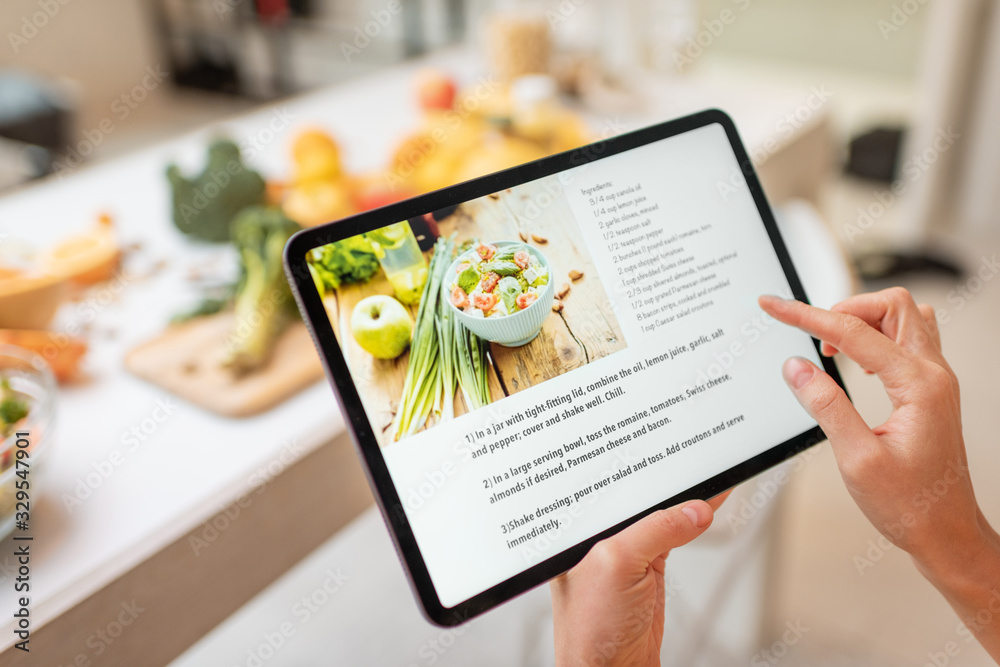 Ingredients:
3/4 cup canola oil
1/4 cup lemon juice
2 garlic cloves, minced
1/2 teaspoon salt
1/2 teaspoon pepper
2 bunches (1 pound each) romaine, torn
2 cups chopped tomatoes
1 cup shredded Swiss cheese
2/3 cup slivered almonds, toasted, optional
1/2 cup grated Parmesan cheese
8 bacon strips, cooked and crumbled
1 cup Caesar salad croutons
1) In a jar with tight-fitting lid, combine the oil, lemon juice, garlic, salt
and pepper; cover and shake well. Chill.
2) In a large serving bowl, toss the romaine, tomatoes, Swiss cheese,
almonds if desired, Parmesan cheese and bacon.
3)Shake dressing; pour over salad and toss. Add croutons and serve
immediately.
Adobe Stock | #329547901